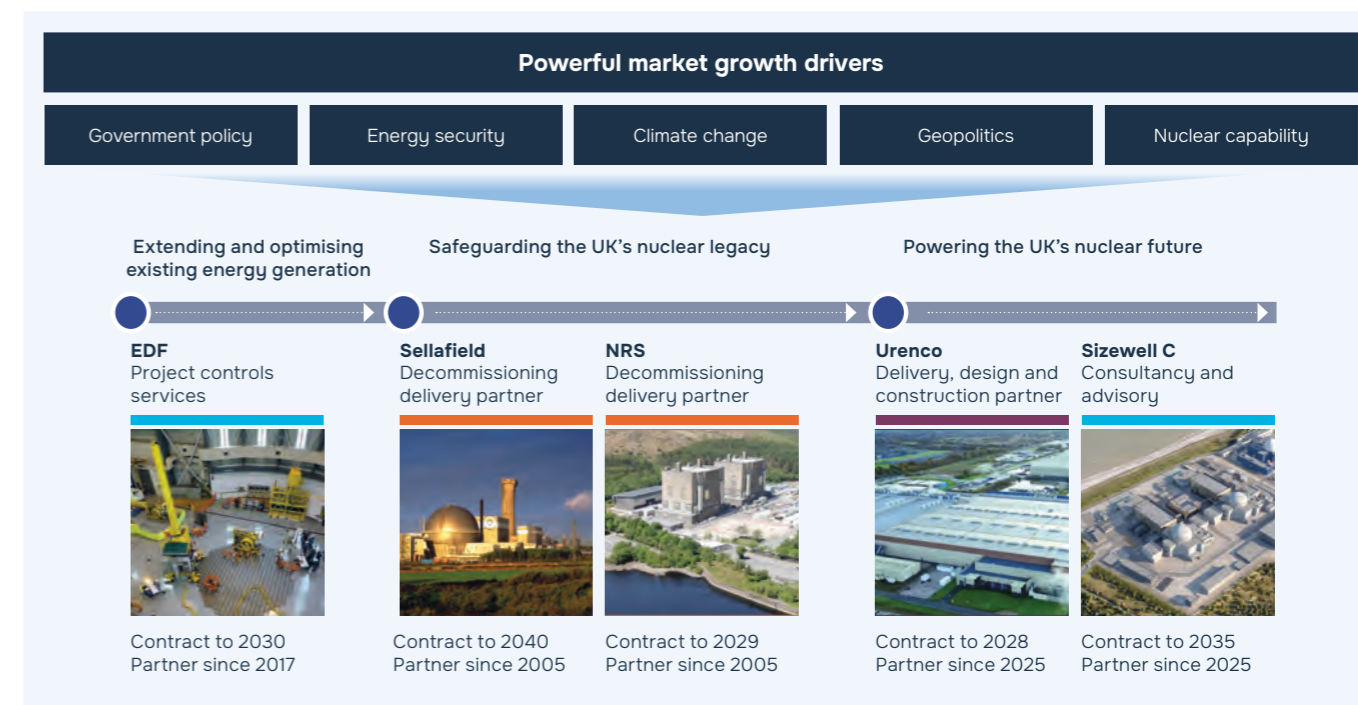 Powerful market growth drivers
Government policy
Energy security
Climate change
Geopolitics
Nuclear capability
Extending and optimising
existing energy generation
Safeguarding the UK’s nuclear legacy
Powering the UK’s nuclear future
EDF
Project controls
services
Sellafield
Decommissioning
delivery partner
NRS
Decommissioning
delivery partner
Urenco
Delivery, design and
construction partner
Sizewell C
Consultancy and
advisory
Contract to 2030
Partner since 2017
Contract to 2040
Partner since 2005
Contract to 2029
Partner since 2005
Contract to 2028
Partner since 2025
Contract to 2035
Partner since 2025